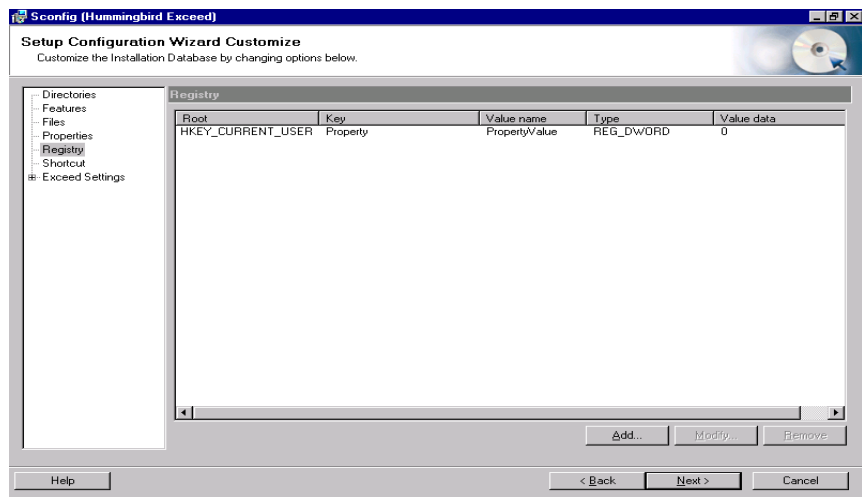 Sconfig (Hummingbird Exceed)
Setup Configuration Wizard Customize
Customize the Installation Database by changing options below.
Directories
Features
Files
Properties
Registry
Shortcut
Exceed Settings
Registry
Root Key Value name Type Value data
HKEY_CURRENT_USER Property PropertyValue REG_DWORD 0
Add... Modify... Remove
Help < Back Next > Cancel